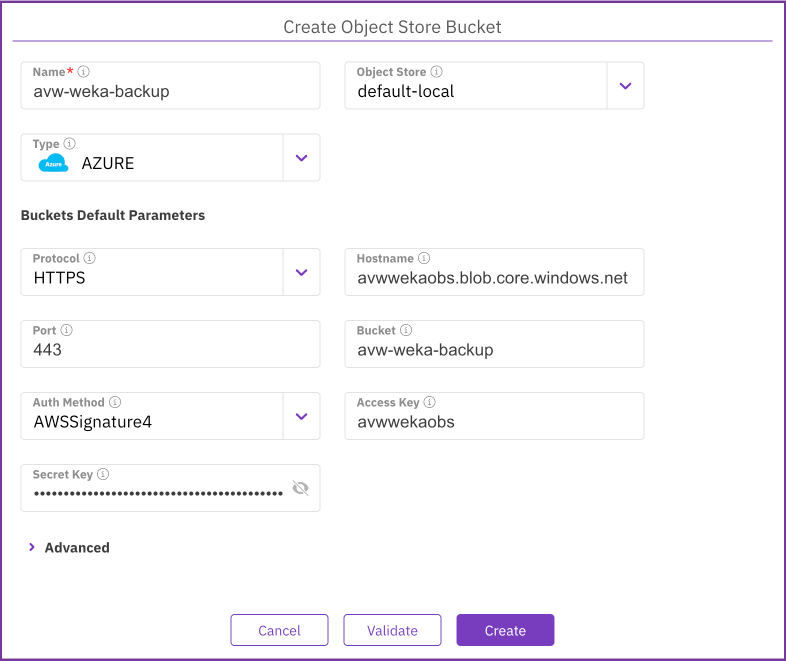 Create Object Store Bucket
Name*
avw-weka-backup
Object Store
default-local
Type
Azure AZURE
Buckets Default Parameters
Protocol
HTTPS
Hostname
avwwekaobs.blob.core.windows.net
Port
443
Bucket
avw-weka-backup
Auth Method
AWSSignature4
Access Key
avwwekaobs
Secret Key
Advanced
Cancel
Validate
Create